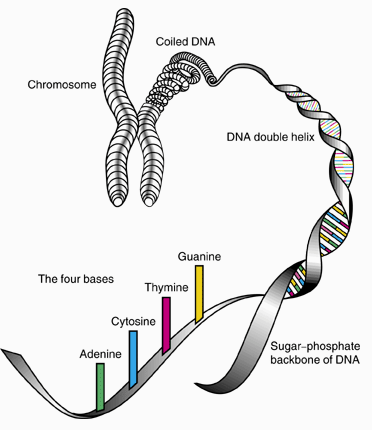 Coiled DNA
Chromosome
DNA double helix
Guanine
The four bases
Thymine
Cytosine
Adenine
Sugar–phosphate
backbone of DNA